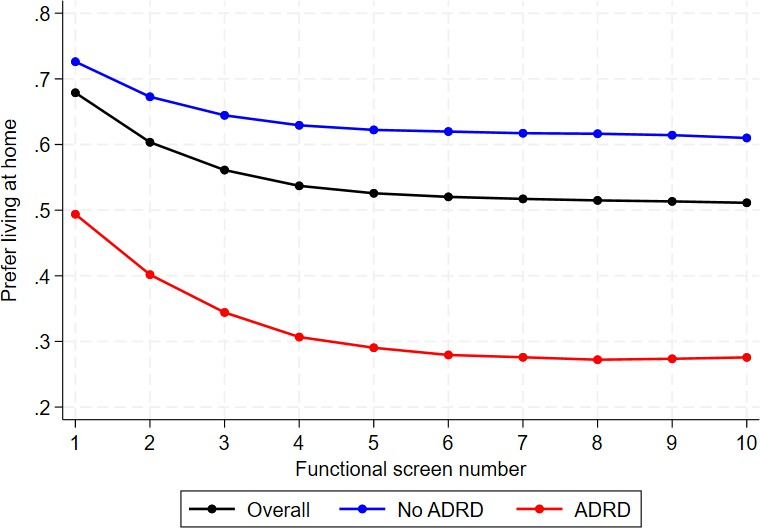 Prefer living at home
.8
.7
.6
.5
.4
.3
.2
1 2 3 4 5 6 7 8 9 10
Functional screen number
Overall No ADRD ADRD